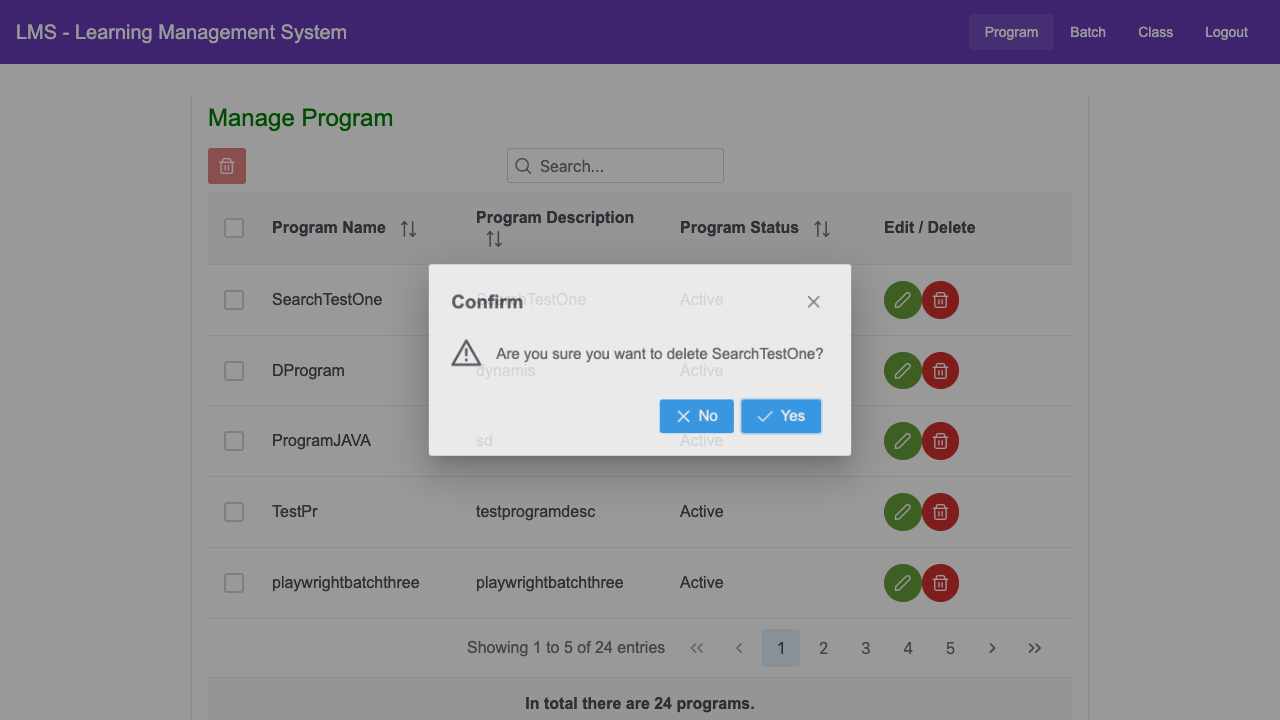 LMS - Learning Management System
Program Batch Class Logout
Manage Program
Search...
Program Name Program Description Program Status Edit / Delete
SearchTestOne SearchTestOne Active
Confirm
Are you sure you want to delete SearchTestOne?
DProgram dynamis Active
No Yes
ProgramJAVA sd Active
TestPr testprogramdesc Active
playwrightbatchthree playwrightbatchthree Active
Showing 1 to 5 of 24 entries 1 2 3 4 5
In total there are 24 programs.